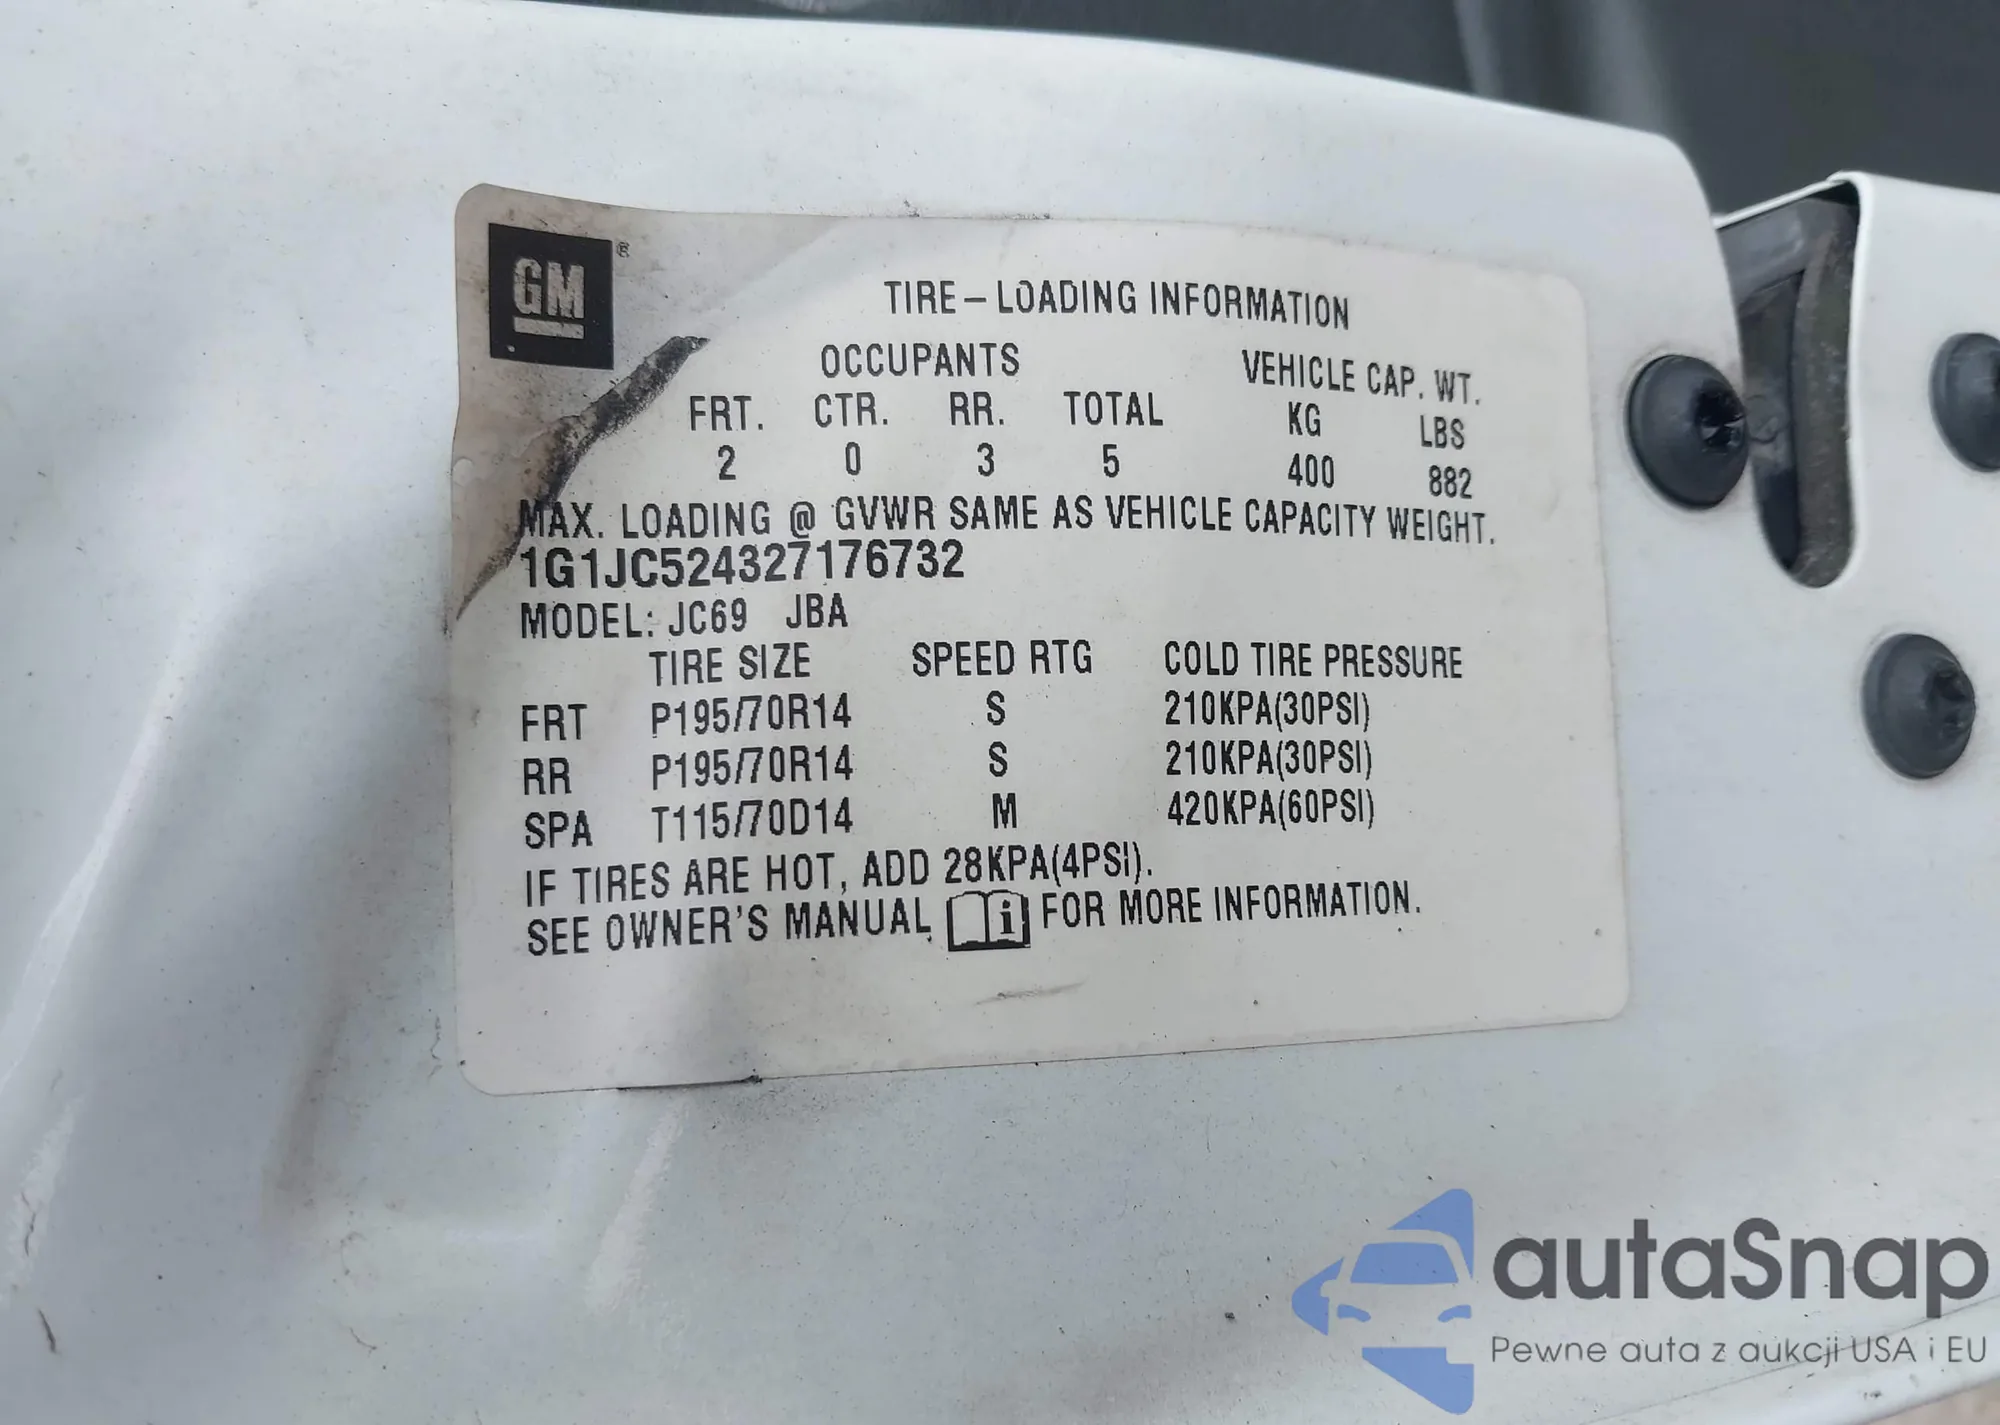 GM ®
TIRE – LOADING INFORMATION
OCCUPANTS VEHICLE CAP. WT.
FRT. CTR. RR. TOTAL KG LBS
2 0 3 5 400 882
MAX. LOADING @ GVWR SAME AS VEHICLE CAPACITY WEIGHT.
1G1JC524327176732
MODEL: JC69 JBA
TIRE SIZE SPEED RTG COLD TIRE PRESSURE
FRT P195/70R14 S 210KPA(30PSI)
RR P195/70R14 S 210KPA(30PSI)
SPA T115/70D14 M 420KPA(60PSI)
IF TIRES ARE HOT, ADD 28KPA(4PSI).
SEE OWNER'S MANUAL i FOR MORE INFORMATION.
autaSnap
Pewne auta z aukcji USA i EU